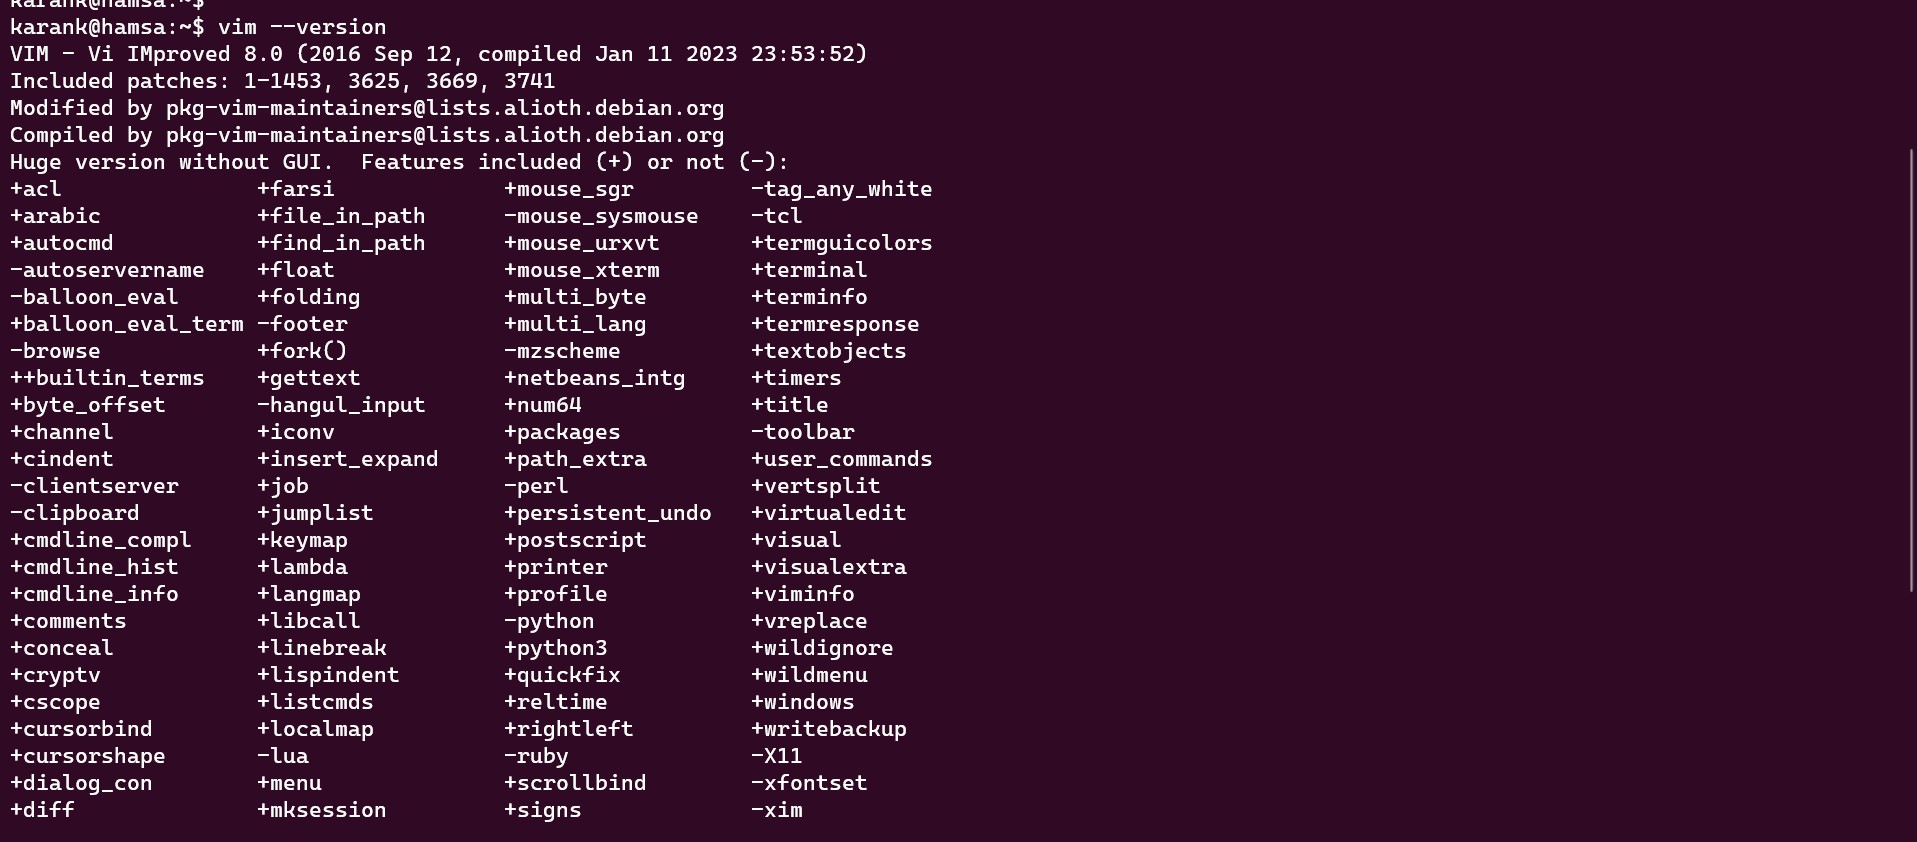 karank@hamsa:~$
karank@hamsa:~$ vim --version
VIM - Vi IMproved 8.0 (2016 Sep 12, compiled Jan 11 2023 23:53:52)
Included patches: 1-1453, 3625, 3669, 3741
Modified by pkg-vim-maintainers@lists.alioth.debian.org
Compiled by pkg-vim-maintainers@lists.alioth.debian.org
Huge version without GUI.  Features included (+) or not (-):
+acl               +farsi             +mouse_sgr         -tag_any_white
+arabic            +file_in_path      -mouse_sysmouse    -tcl
+autocmd           +find_in_path      +mouse_urxvt       +termguicolors
-autoservername    +float             +mouse_xterm       +terminal
-balloon_eval      +folding           +multi_byte        +terminfo
+balloon_eval_term -footer            +multi_lang        +termresponse
-browse            +fork()            -mzscheme          +textobjects
++builtin_terms    +gettext           +netbeans_intg     +timers
+byte_offset       -hangul_input      +num64             +title
+channel           +iconv             +packages          -toolbar
+cindent           +insert_expand     +path_extra        +user_commands
-clientserver      +job               -perl              +vertsplit
-clipboard         +jumplist          +persistent_undo   +virtualedit
+cmdline_compl     +keymap            +postscript        +visual
+cmdline_hist      +lambda            +printer           +visualextra
+cmdline_info      +langmap           +profile           +viminfo
+comments          +libcall           -python            +vreplace
+conceal           +linebreak         +python3           +wildignore
+cryptv            +lispindent        +quickfix          +wildmenu
+cscope            +listcmds          +reltime           +windows
+cursorbind        +localmap          +rightleft         +writebackup
+cursorshape       -lua               -ruby              -X11
+dialog_con        +menu              +scrollbind        -xfontset
+diff              +mksession         +signs             -xim